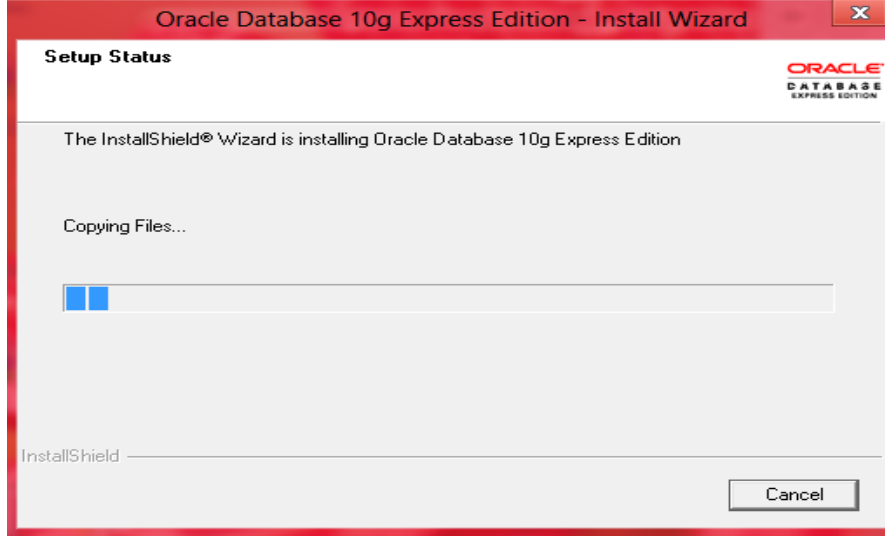 Oracle Database 10g Express Edition - Install Wizard
x
Setup Status
ORACLE
DATABASE
EXPRESS EDITION
The InstallShield® Wizard is installing Oracle Database 10g Express Edition
Copying Files...
InstallShield
Cancel